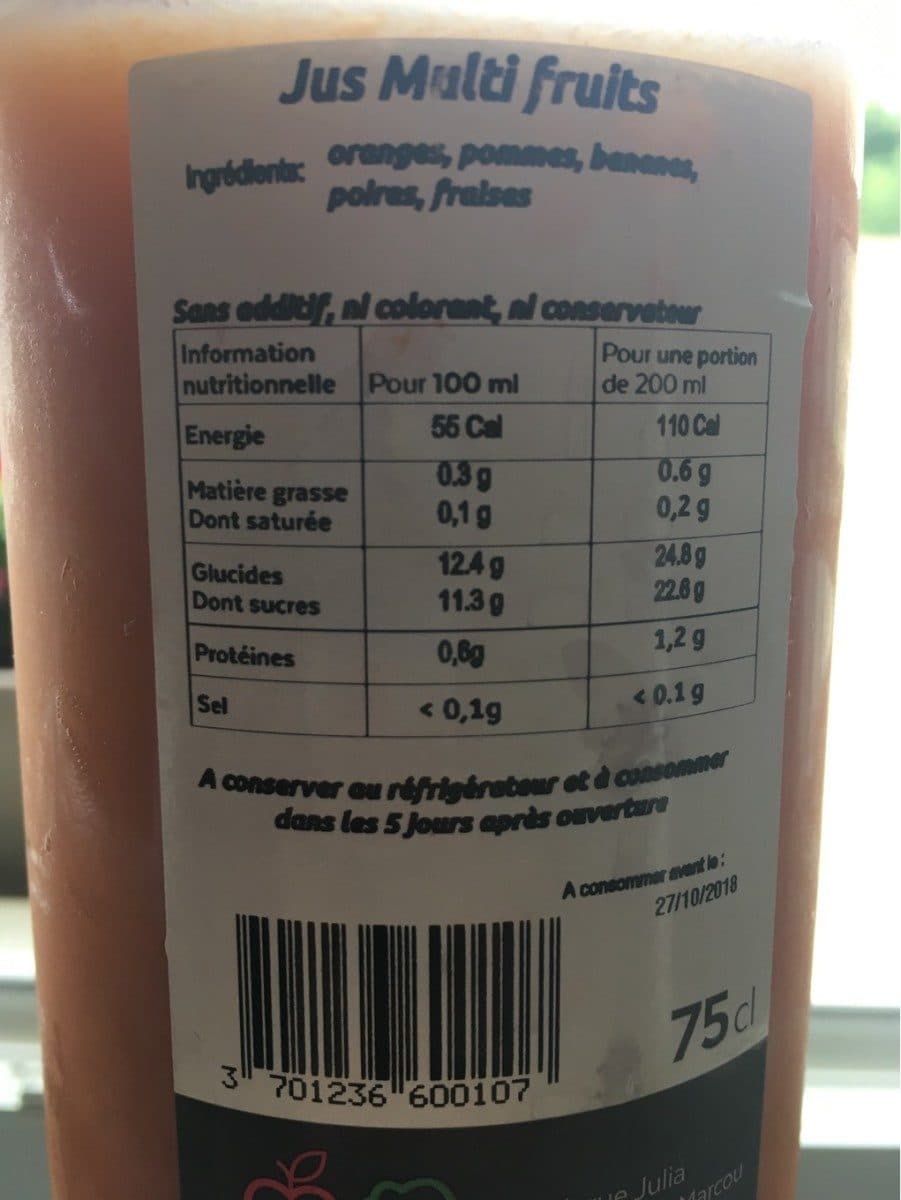 Jus Multi fruits
Ingrédients: oranges, pommes, bananes,
poires, fraises
Sans additif, ni colorant, ni conservateur
Information
nutritionnelle Pour 100 ml Pour une portion
de 200 ml
Energie 55 Cal 110 Cal
Matière grasse 0.3 g 0.6 g
Dont saturée 0,1 g 0,2 g
Glucides 12.4 g 24.8 g
Dont sucres 11.3 g 22.6 g
Protéines 0,6g 1,2 g
Sel < 0,1g < 0.1 g
A conserver au réfrigérateur et à consommer
dans les 5 jours après ouverture
A consommer avant le :
27/10/2018
75 cl
3 701236 600107
Julia
Marcou